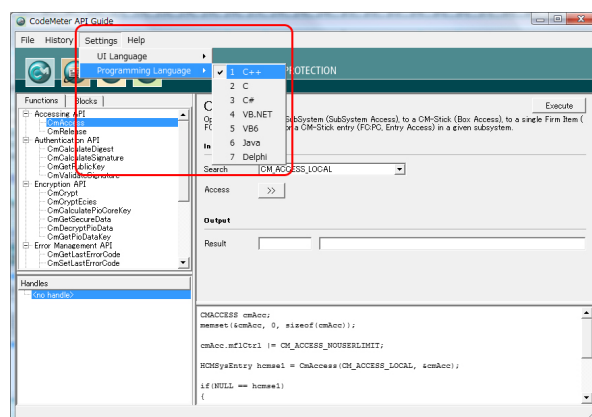 CodeMeter API Guide
File History Settings Help
UI Language
Programming Language
1 C++
2 C
3 C#
4 VB.NET
5 VB6
6 Java
7 Delphi
PROTECTION
Functions Blocks
Accessing API
CmAccess
CmRelease
Authentication API
CmCalculateDigest
CmCalculateSignature
CmGetPublicKey
CmValidateSignature
Encryption API
CmCrypt
CmCryptEcies
CmCalculatePioCoreKey
CmGetSecureData
CmDecryptPioData
CmGetPioDataKey
Error Management API
CmGetLastErrorCode
CmSetLastErrorCode
Handles
<no handle>
C
Execute
Op SubSystem (SubSystem Access), to a CM-Stick (Box Access), to a single Firm Item (
FC or a CM-Stick entry (FC:PC, Entry Access) in a given subsystem.
In
Search CM_ACCESS_LOCAL
Access >>
Output
Result
CMACCESS cmAcc;
memset(&cmAcc, 0, sizeof(cmAcc));
cmAcc.mflCtrl |= CM_ACCESS_NOUSERLIMIT;
HCMSysEntry hcmse1 = CmAccess(CM_ACCESS_LOCAL, &cmAcc);
if(NULL == hcmse1)
{